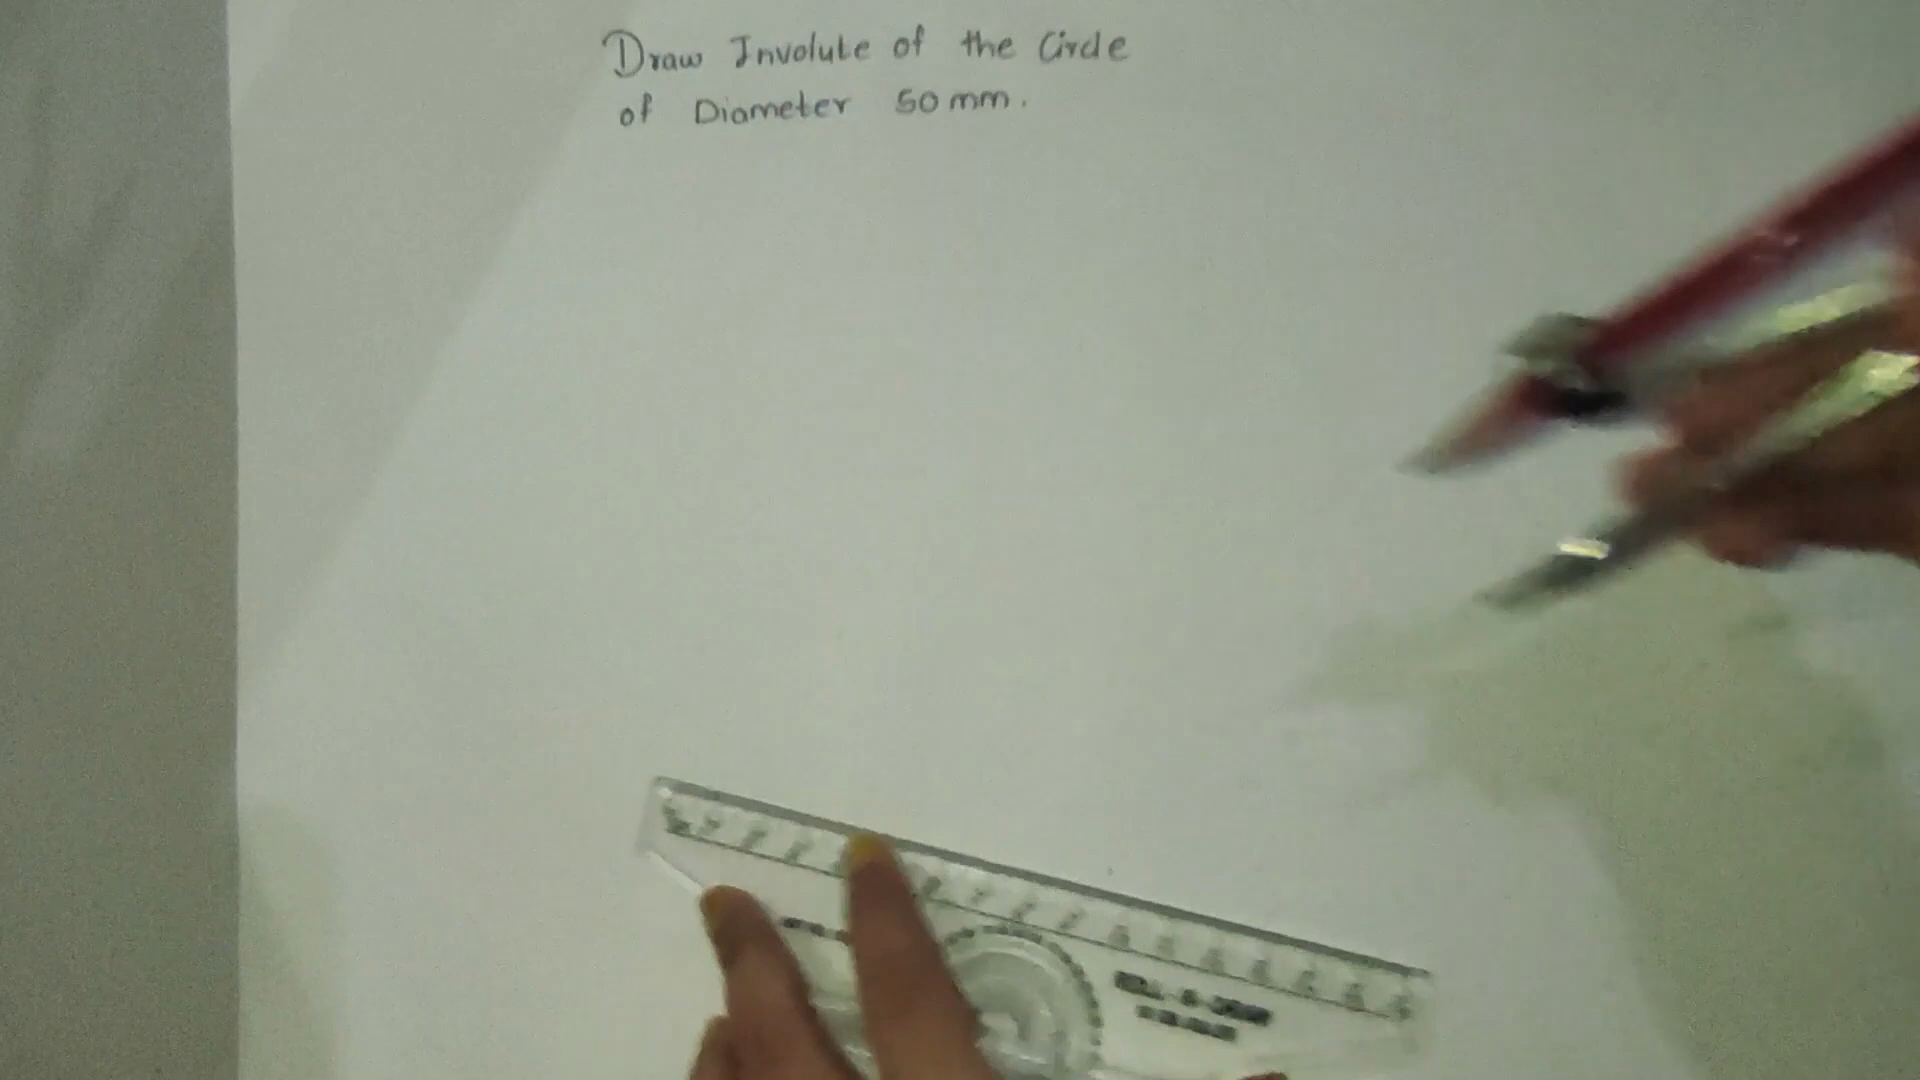 Draw Involute of the Circle
of Diameter 50 mm.